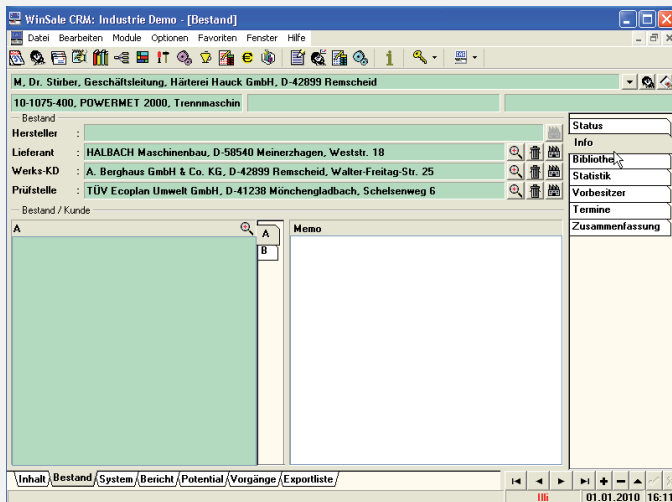 WinSale CRM: Industrie Demo - [Bestand]
Datei Bearbeiten Module Optionen Favoriten Fenster Hilfe
M, Dr. Stirber, Geschäftsleitung, Härterei Hauck GmbH, D-42899 Remscheid
10-1075-400, POWERMET 2000, Trennmaschin
Bestand
Hersteller :
Lieferant : HALBACH Maschinenbau, D-58540 Meinerzhagen, Weststr. 18
Werks-KD : A. Berghaus GmbH & Co. KG, D-42899 Remscheid, Walter-Freitag-Str. 25
Prüfstelle : TÜV Ecoplan Umwelt GmbH, D-41238 Mönchengladbach, Schelsenweg 6
Status
Info
Bibliothe
Statistik
Vorbesitzer
Termine
Zusammenfassung
Bestand / Kunde
A
A
B
Memo
Inhalt Bestand System Bericht Potential Vorgänge Exportliste
Illi 01.01.2010 16:11